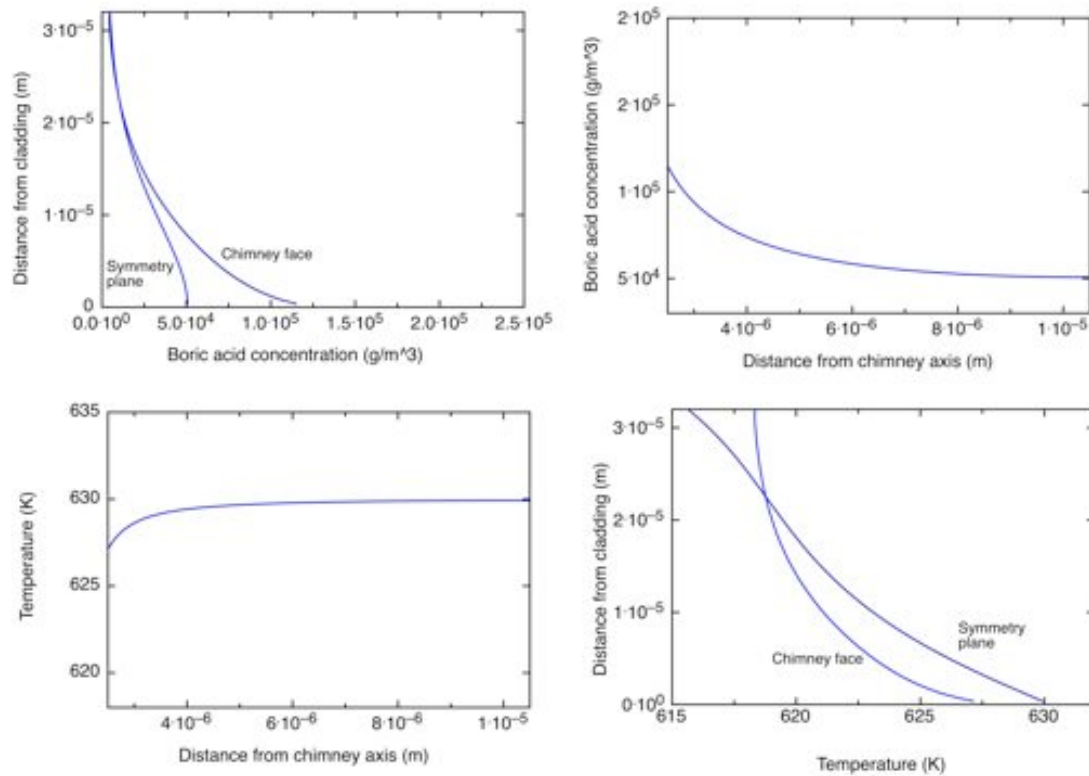 3·10⁻⁵
2·10⁻⁵
1·10⁻⁵
0
Distance from cladding (m)
Chimney face
Symmetry
plane
0.0·10⁰ 5.0·10⁴ 1.0·10⁵ 1.5·10⁵ 2.0·10⁵ 2.5·10⁵
Boric acid concentration (g/m^3)
2·10⁵
2·10⁵
1·10⁵
5·10⁴
Boric acid concentration (g/m^3)
4·10⁻⁶ 6·10⁻⁶ 8·10⁻⁶ 1·10⁻⁵
Distance from chimney axis (m)
635
630
625
620
Temperature (K)
4·10⁻⁶ 6·10⁻⁶ 8·10⁻⁶ 1·10⁻⁵
Distance from chimney axis (m)
3·10⁻⁵
2·10⁻⁵
1·10⁻⁵
0·10⁰
Distance from cladding (m)
Symmetry
plane
Chimney face
615 620 625 630
Temperature (K)